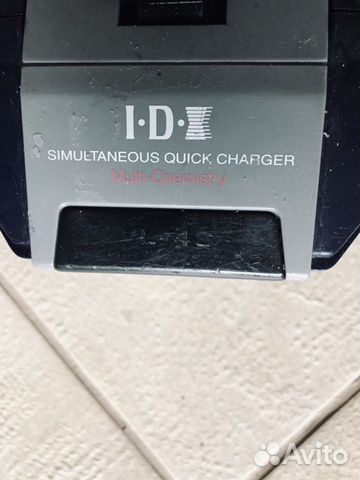 I·D·X
SIMULTANEOUS QUICK CHARGER
Multi-Chemistry
Avito